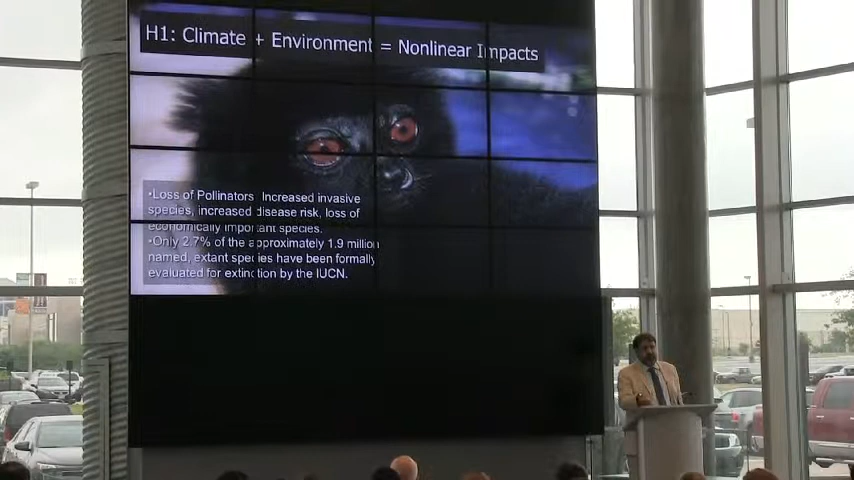 H1: Climate + Environment = Nonlinear Impacts
•Loss of Pollinators Increased invasive
species, increased disease risk, loss of
economically important species.
•Only 2.7% of the approximately 1.9 million
named, extant species have been formally
evaluated for extinction by the IUCN.